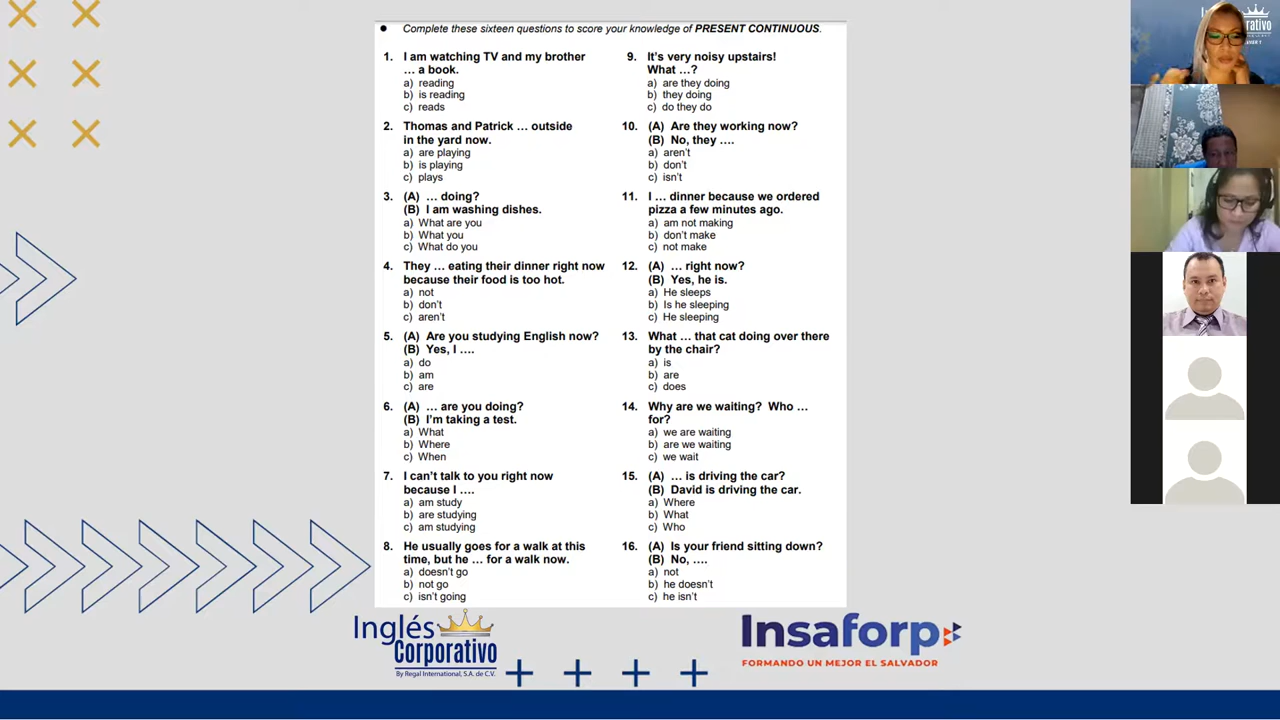 ● Complete these sixteen questions to score your knowledge of PRESENT CONTINUOUS.
1. I am watching TV and my brother
… a book.
a) reading
b) is reading
c) reads
2. Thomas and Patrick … outside
in the yard now.
a) are playing
b) is playing
c) plays
3. (A) … doing?
(B) I am washing dishes.
a) What are you
b) What you
c) What do you
4. They … eating their dinner right now
because their food is too hot.
a) not
b) don't
c) aren't
5. (A) Are you studying English now?
(B) Yes, I ….
a) do
b) am
c) are
6. (A) … are you doing?
(B) I'm taking a test.
a) What
b) Where
c) When
7. I can't talk to you right now
because I ….
a) am study
b) are studying
c) am studying
8. He usually goes for a walk at this
time, but he … for a walk now.
a) doesn't go
b) not go
c) isn't going
9. It's very noisy upstairs!
What …?
a) are they doing
b) they doing
c) do they do
10. (A) Are they working now?
(B) No, they ….
a) aren't
b) don't
c) isn't
11. I … dinner because we ordered
pizza a few minutes ago.
a) am not making
b) don't make
c) not make
12. (A) … right now?
(B) Yes, he is.
a) He sleeps
b) Is he sleeping
c) He sleeping
13. What … that cat doing over there
by the chair?
a) is
b) are
c) does
14. Why are we waiting? Who …
for?
a) we are waiting
b) are we waiting
c) we wait
15. (A) … is driving the car?
(B) David is driving the car.
a) Where
b) What
c) Who
16. (A) Is your friend sitting down?
(B) No, ….
a) not
b) he doesn't
c) he isn't
Inglés
Corporativo
By Regal International, S.A. de C.V.
Insaforp
FORMANDO UN MEJOR EL SALVADOR